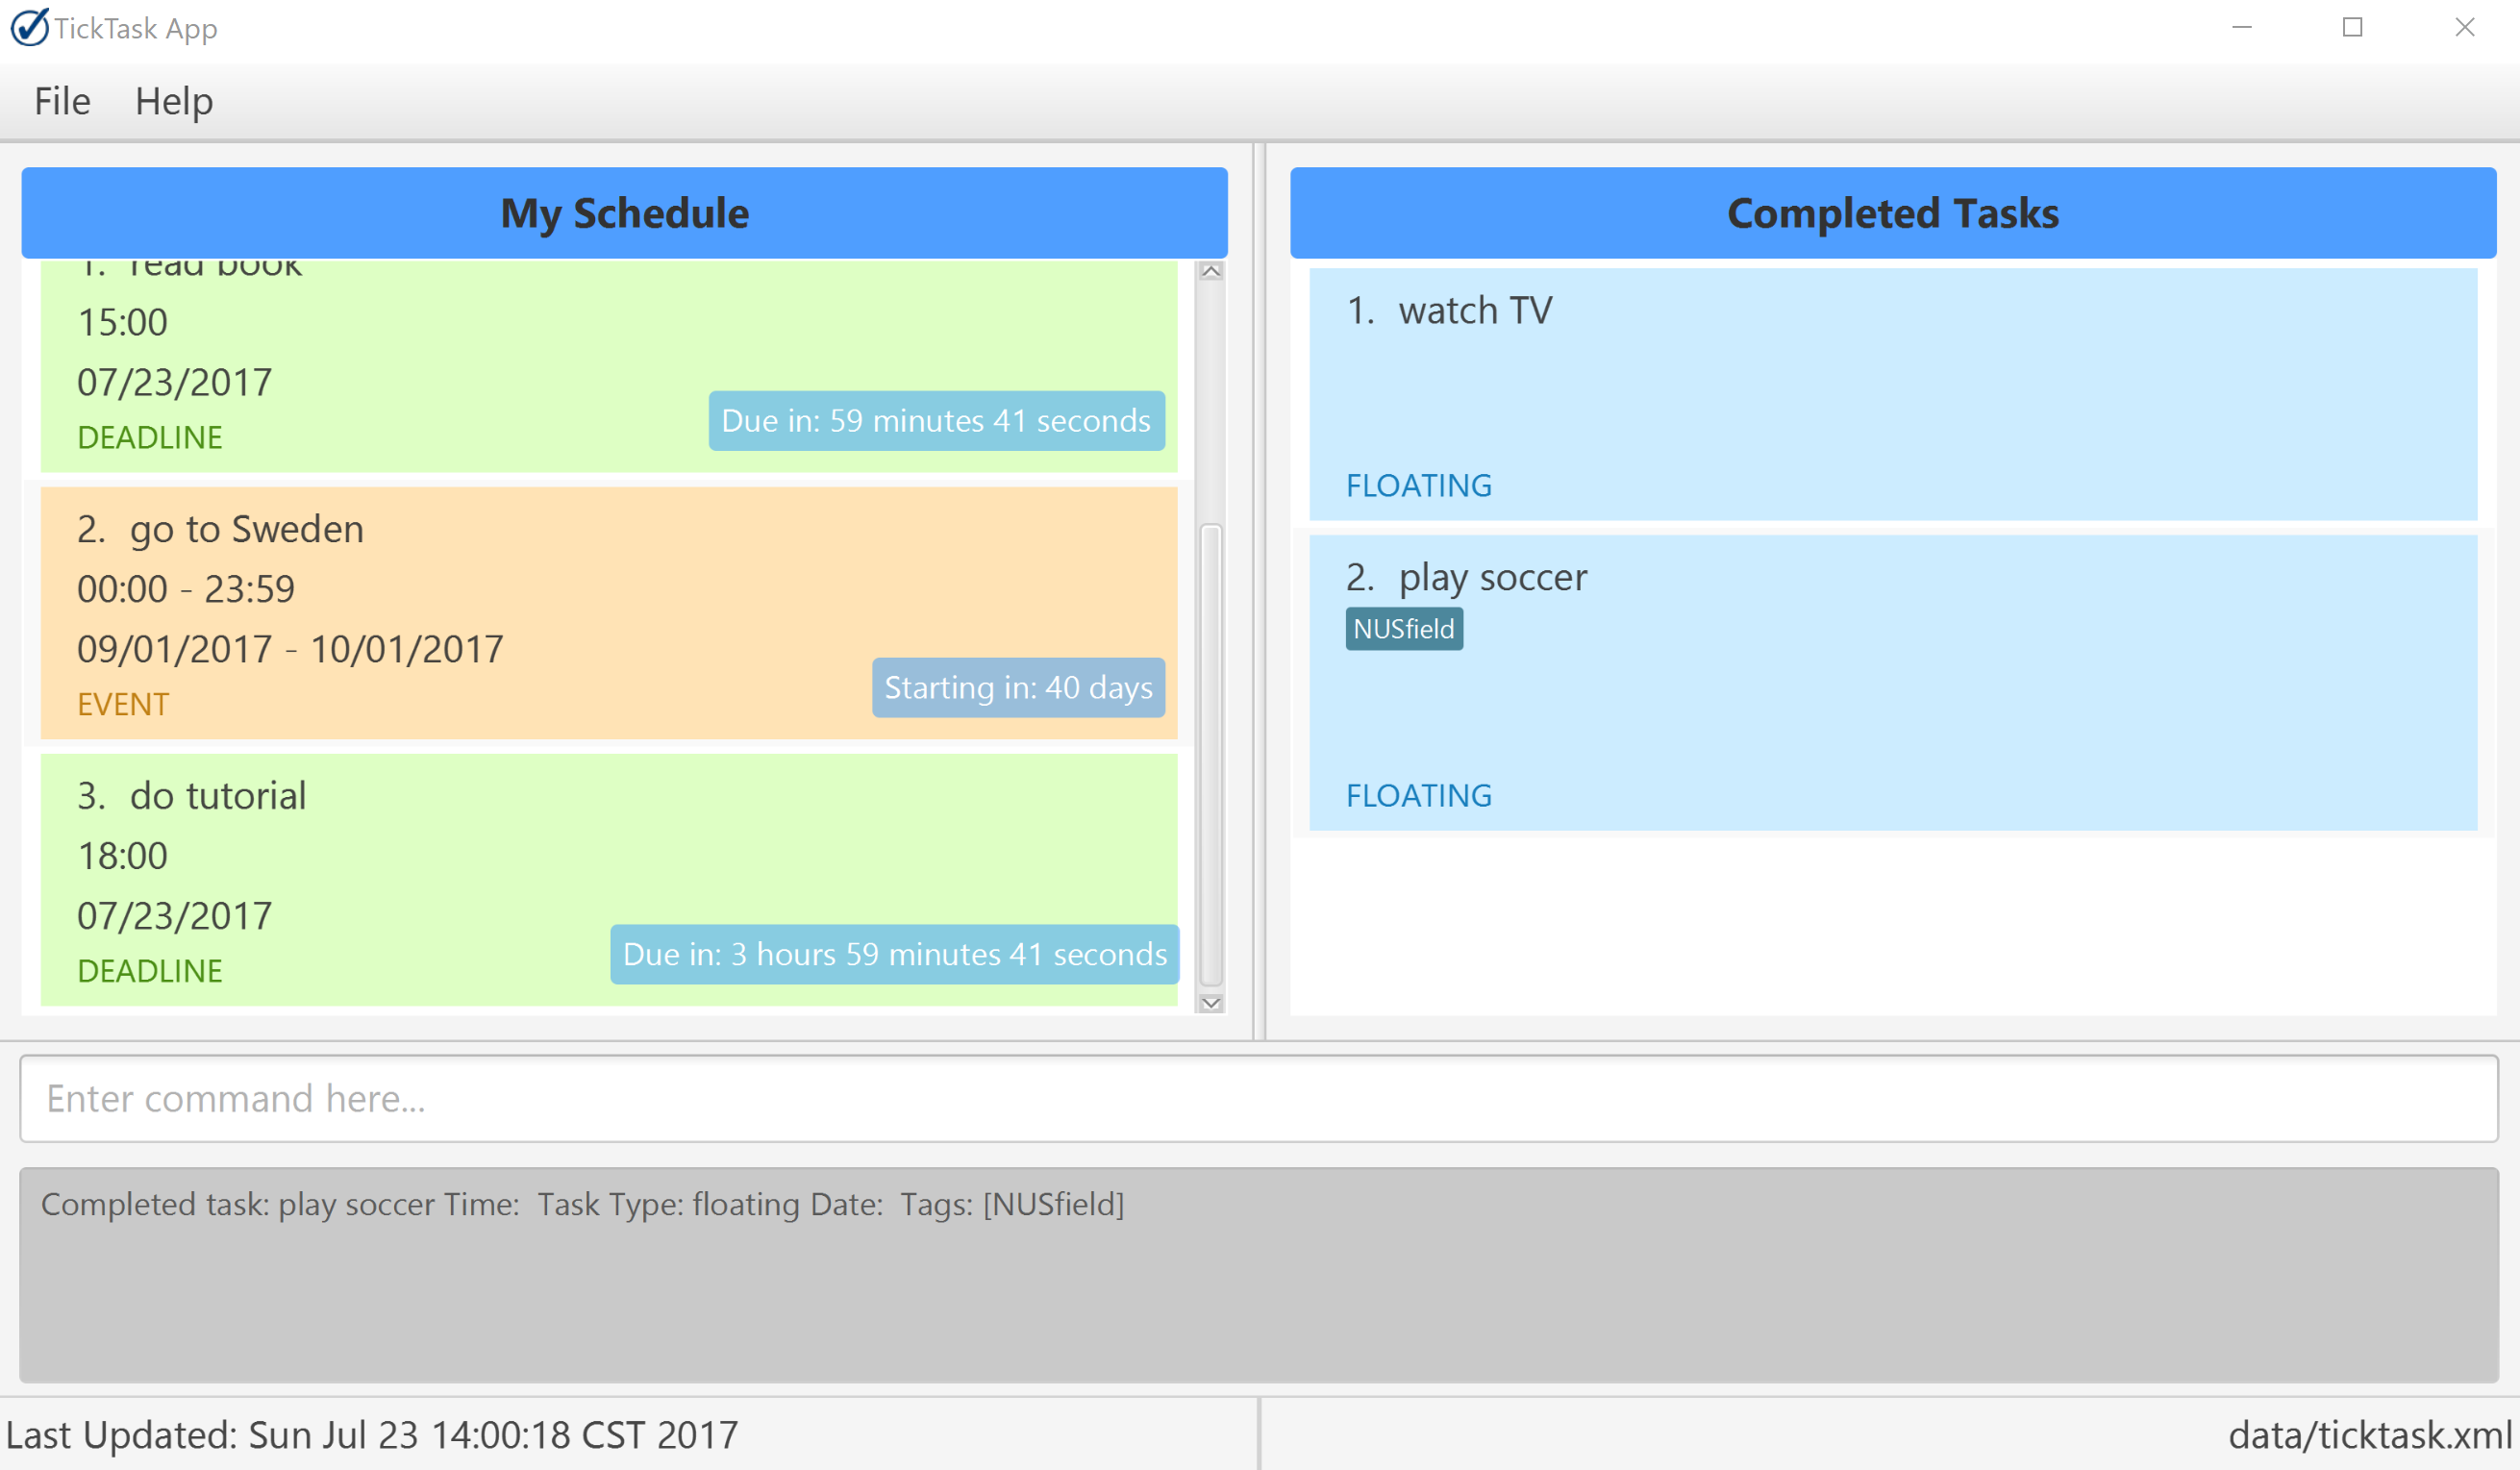 TickTask App
File Help
My Schedule
1. read book
15:00
07/23/2017
Due in: 59 minutes 41 seconds
DEADLINE
2. go to Sweden
00:00 - 23:59
09/01/2017 - 10/01/2017
Starting in: 40 days
EVENT
3. do tutorial
18:00
07/23/2017
Due in: 3 hours 59 minutes 41 seconds
DEADLINE
Completed Tasks
1. watch TV
FLOATING
2. play soccer
NUSfield
FLOATING
Enter command here...
Completed task: play soccer Time:  Task Type: floating Date:  Tags: [NUSfield]
Last Updated: Sun Jul 23 14:00:18 CST 2017
data/ticktask.xml